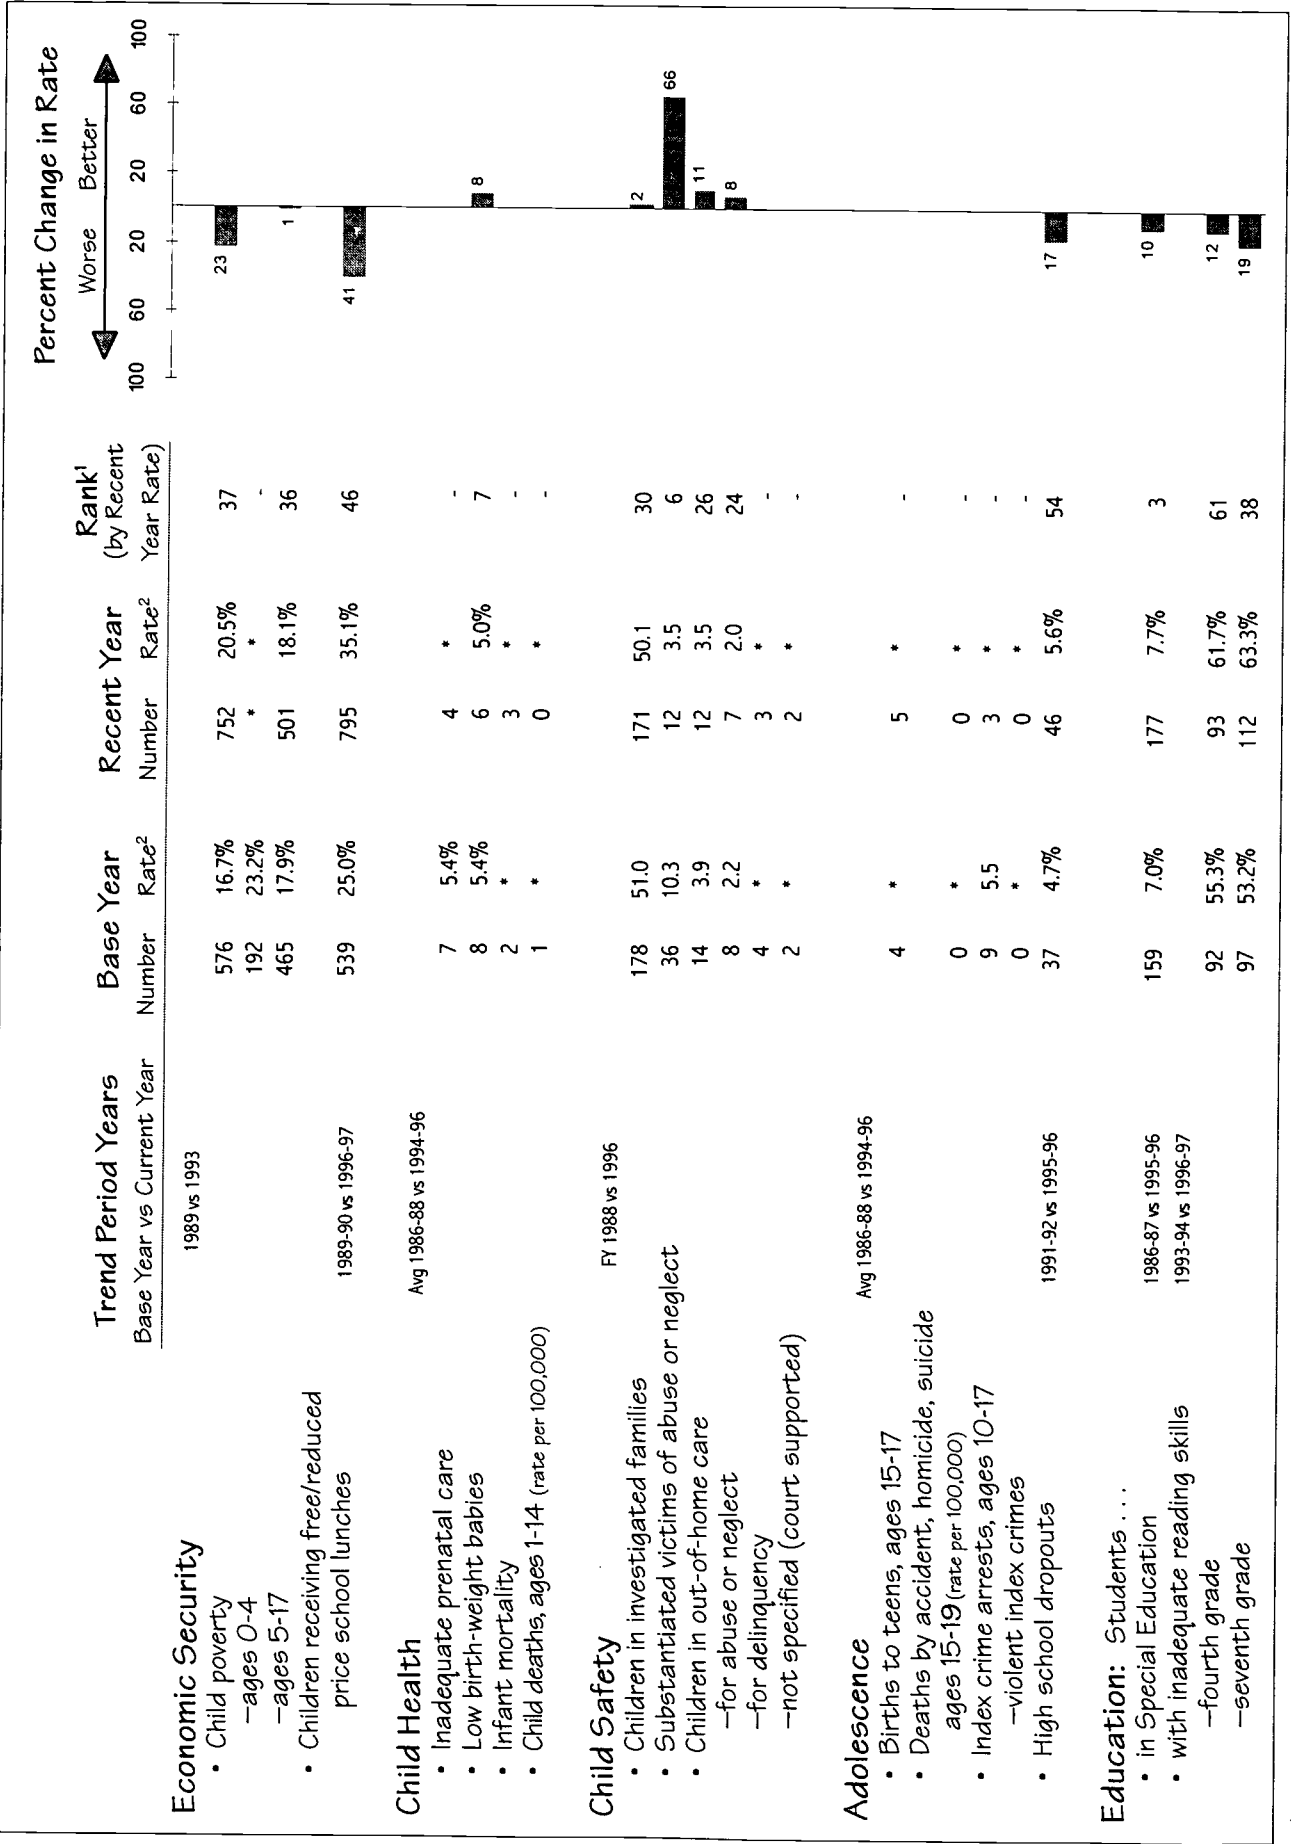 Trend Period Years Base Year Recent Year Rank¹ Percent Change in Rate
Base Year vs Current Year Number Rate² Number Rate² (by Recent Year Rate) Worse Better
100 60 20 20 60 100
Economic Security 1989 vs 1993
• Child poverty 576 16.7% 752 20.5% 37 23
–ages 0-4 192 23.2% * * -
–ages 5-17 465 17.9% 501 18.1% 36 1
• Children receiving free/reduced
price school lunches 1989-90 vs 1996-97 539 25.0% 795 35.1% 46 41
Child Health Avg 1986-88 vs 1994-96
• Inadequate prenatal care 7 5.4% 4 * -
• Low birth-weight babies 8 5.4% 6 5.0% 7 8
• Infant mortality 2 * 3 * -
• Child deaths, ages 1-14 (rate per 100,000) 1 * 0 * -
Child Safety FY 1988 vs 1996
• Children in investigated families 178 51.0 171 50.1 30 2
• Substantiated victims of abuse or neglect 36 10.3 12 3.5 6 66
• Children in out-of-home care 14 3.9 12 3.5 26 11
–for abuse or neglect 8 2.2 7 2.0 24 8
–for delinquency 4 * 3 * -
–not specified (court supported) 2 * 2 * -
Adolescence Avg 1986-88 vs 1994-96
• Births to teens, ages 15-17 4 * 5 * -
• Deaths by accident, homicide, suicide
ages 15-19 (rate per 100,000) 0 * 0 * -
• Index crime arrests, ages 10-17 9 5.5 3 * -
–violent index crimes 0 * 0 * -
• High school dropouts 1991-92 vs 1995-96 37 4.7% 46 5.6% 54 17
Education: Students . . .
• in Special Education 1986-87 vs 1995-96 159 7.0% 177 7.7% 3 10
• with inadequate reading skills 1993-94 vs 1996-97
–fourth grade 92 55.3% 93 61.7% 61 12
–seventh grade 97 53.2% 112 63.3% 38 19